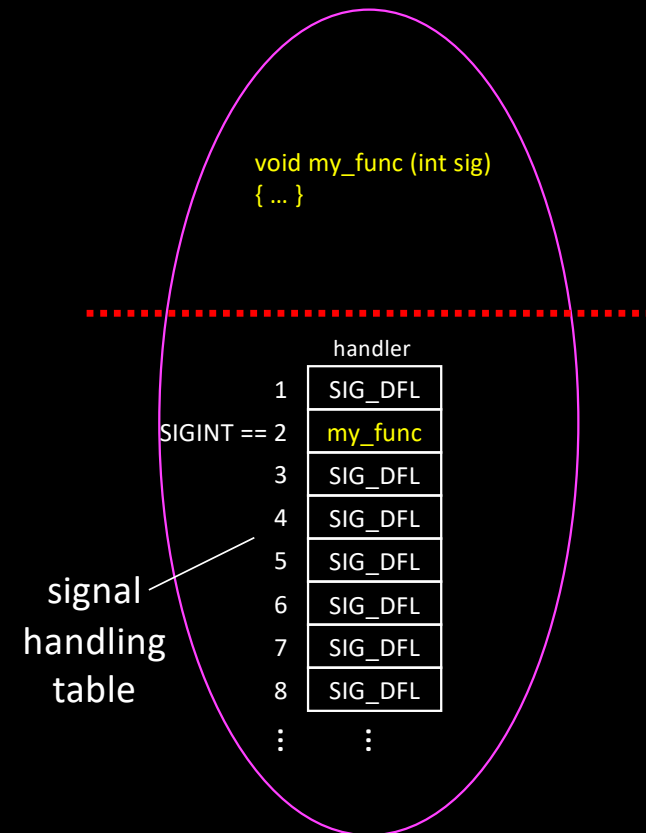 void my_func (int sig)
{ … }
handler
1 SIG_DFL
SIGINT == 2 my_func
3 SIG_DFL
4 SIG_DFL
5 SIG_DFL
6 SIG_DFL
7 SIG_DFL
8 SIG_DFL
⋮ ⋮
signal
handling
table